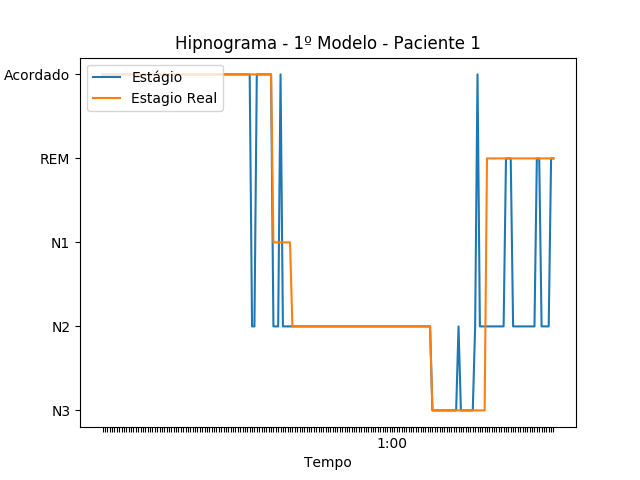 Hipnograma - 1º Modelo - Paciente 1
Acordado
REM
N1
N2
N3
Estágio
Estagio Real
1:00
Tempo